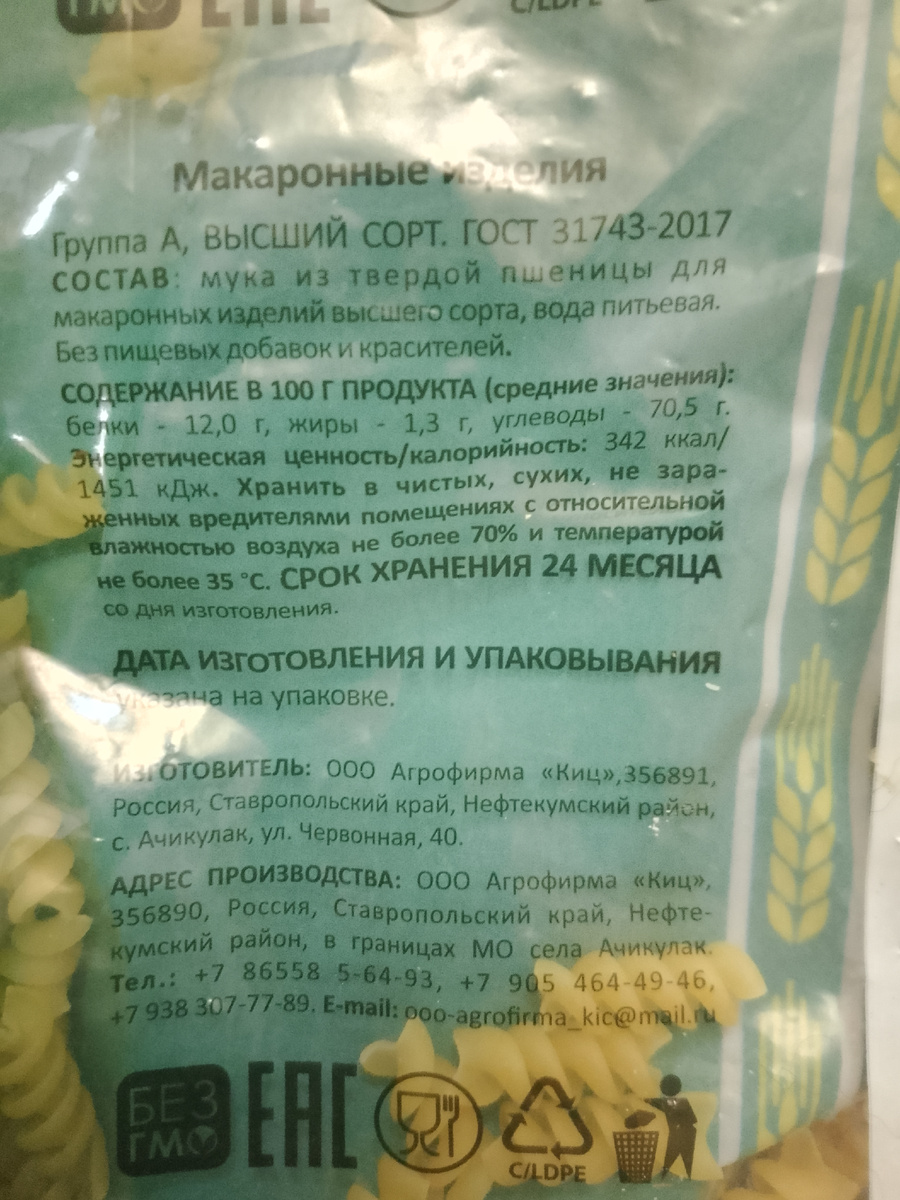 ГМО ЕАС
C/LDPE
Макаронные изделия
Группа А, ВЫСШИЙ СОРТ. ГОСТ 31743-2017
СОСТАВ: мука из твердой пшеницы для
макаронных изделий высшего сорта, вода питьевая.
Без пищевых добавок и красителей.
СОДЕРЖАНИЕ В 100 Г ПРОДУКТА (средние значения):
белки - 12,0 г, жиры - 1,3 г, углеводы - 70,5 г.
Энергетическая ценность/калорийность: 342 ккал/
1451 кДж. Хранить в чистых, сухих, не зара-
женных вредителями помещениях с относительной
влажностью воздуха не более 70% и температурой
не более 35 °С. СРОК ХРАНЕНИЯ 24 МЕСЯЦА
со дня изготовления.
ДАТА ИЗГОТОВЛЕНИЯ И УПАКОВЫВАНИЯ
указана на упаковке.
ИЗГОТОВИТЕЛЬ: ООО Агрофирма «Киц»,356891,
Россия, Ставропольский край, Нефтекумский район,
с. Ачикулак, ул. Червонная, 40.
АДРЕС ПРОИЗВОДСТВА: ООО Агрофирма «Киц»,
356890, Россия, Ставропольский край, Нефте-
кумский район, в границах МО села Ачикулак.
Тел.: +7 86558 5-64-93, +7 905 464-49-46,
+7 938 307-77-89. E-mail: ooo-agrofirma_kic@mail.ru
БЕЗ
ГМО
ЕАС
C/LDPE